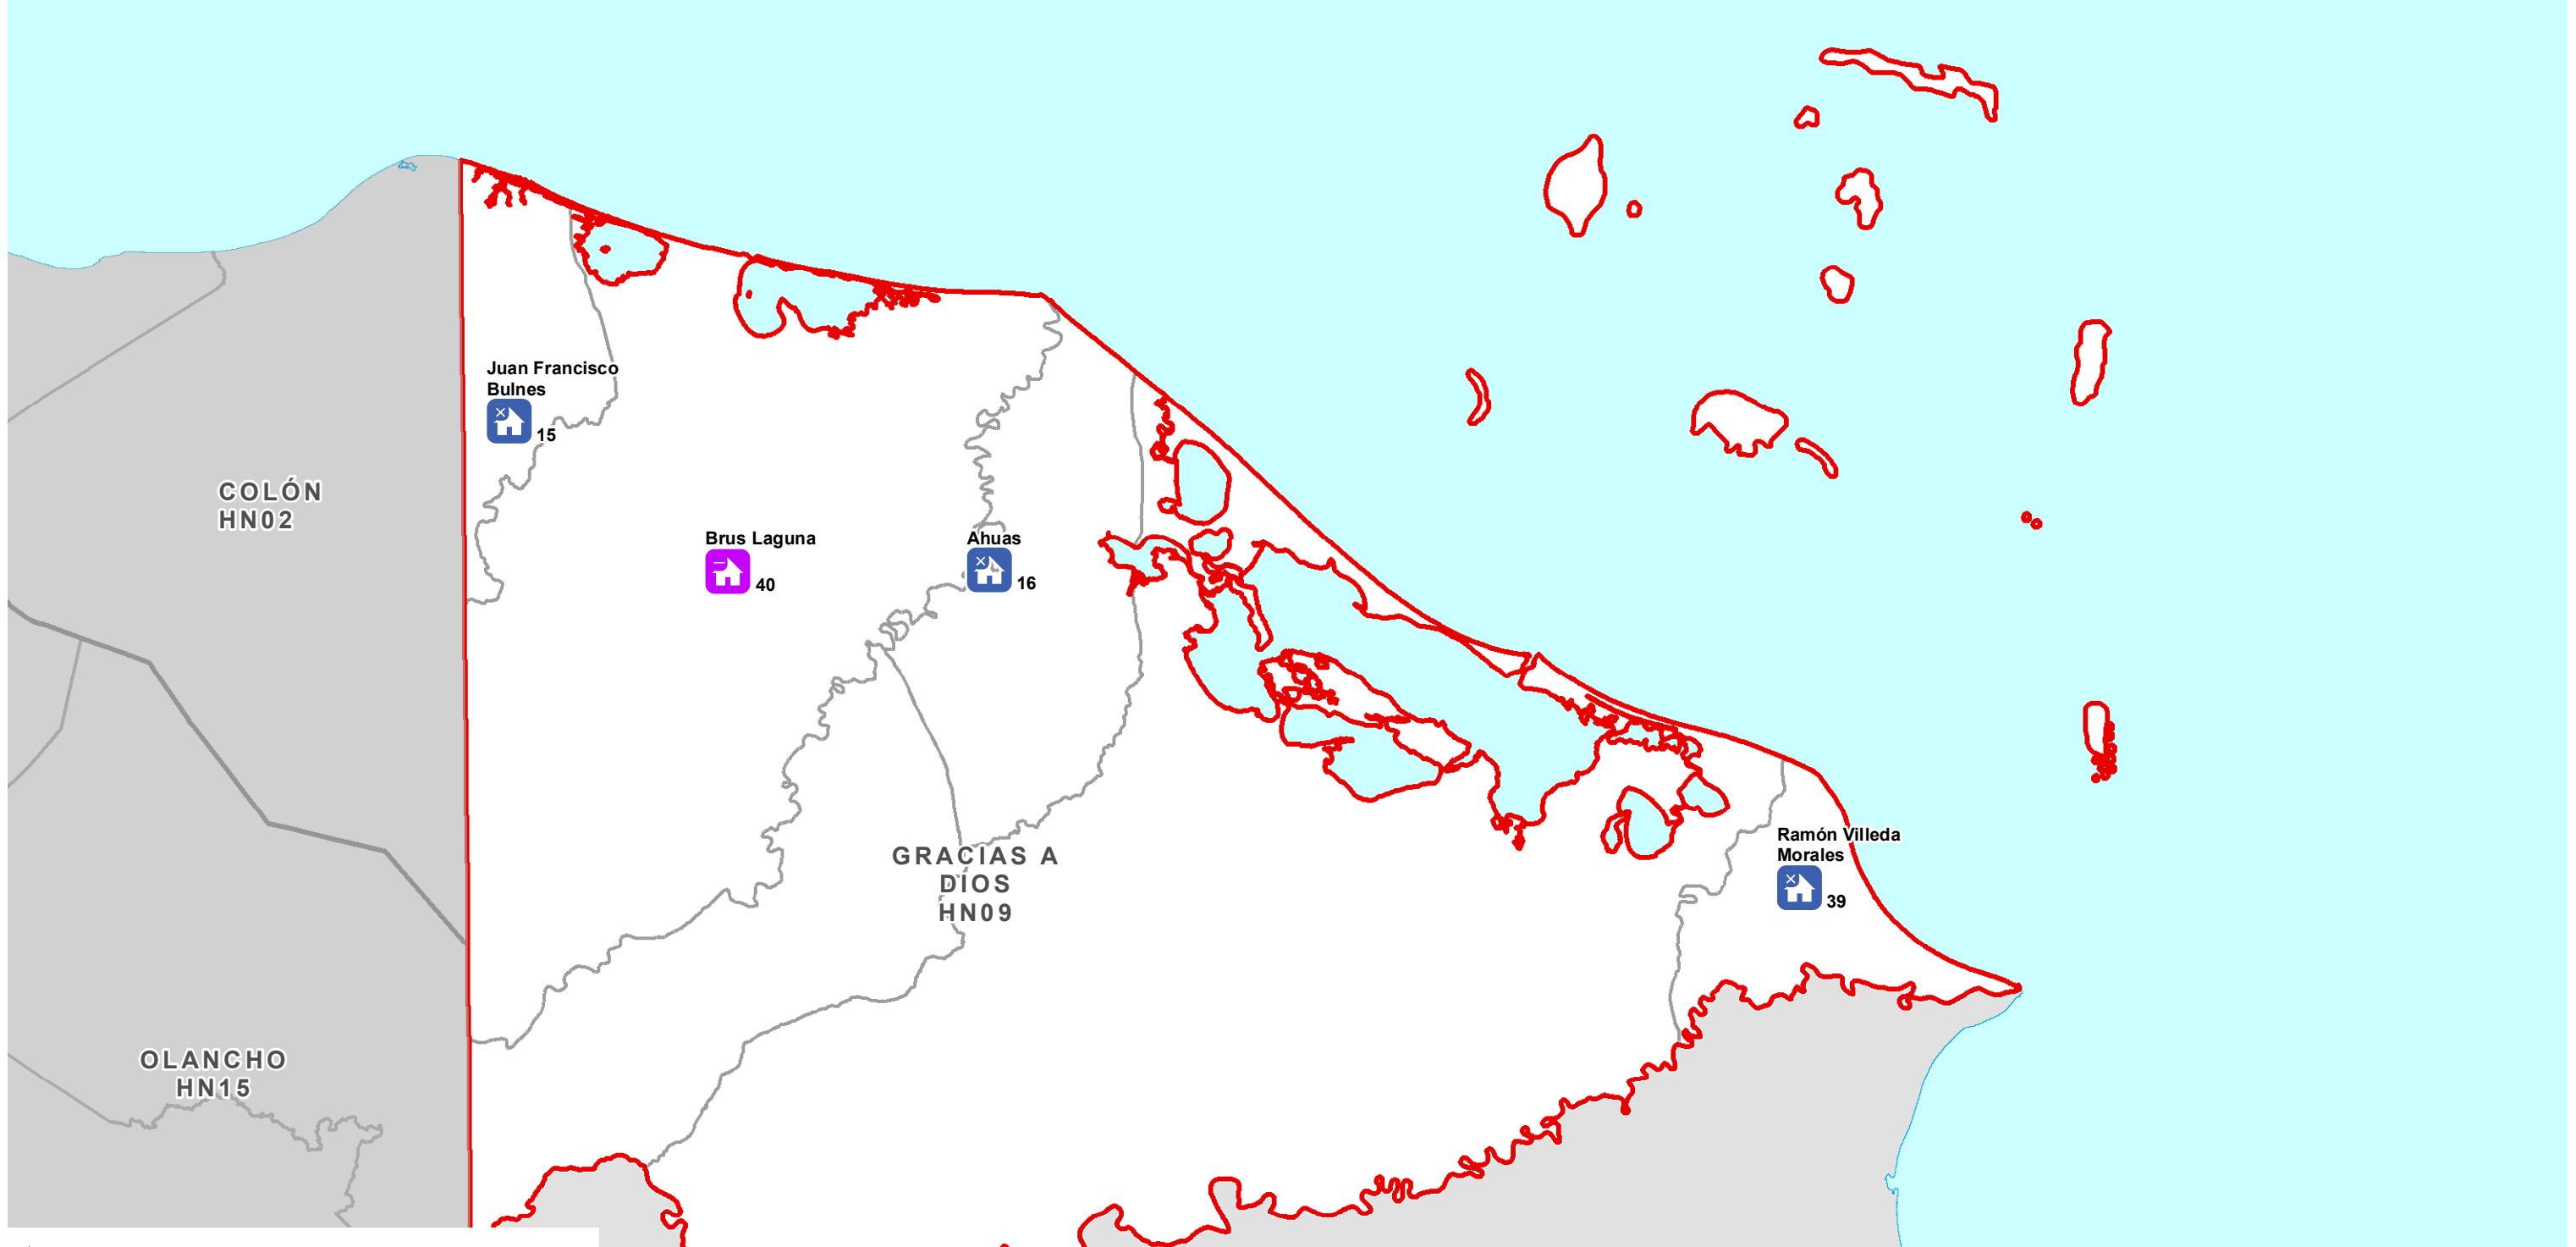 Juan Francisco
Bulnes
15
COLÓN
HN02
Brus Laguna
40
Ahuas
16
GRACIAS A
DIOS
HN09
Ramón Villeda
Morales
39
OLANCHO
HN15